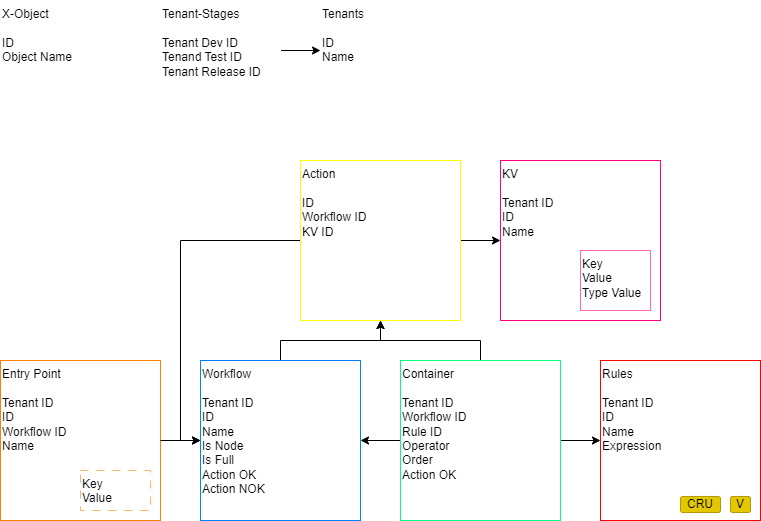 X-Object
ID
Object Name
Tenant-Stages
Tenant Dev ID
Tenand Test ID
Tenant Release ID
Tenants
ID
Name
Action
ID
Workflow ID
KV ID
KV
Tenant ID
ID
Name
Key
Value
Type Value
Entry Point
Tenant ID
ID
Workflow ID
Name
Key
Value
Workflow
Tenant ID
ID
Name
Is Node
Is Full
Action OK
Action NOK
Container
Tenant ID
Workflow ID
Rule ID
Operator
Order
Action OK
Rules
Tenant ID
ID
Name
Expression
CRU
V